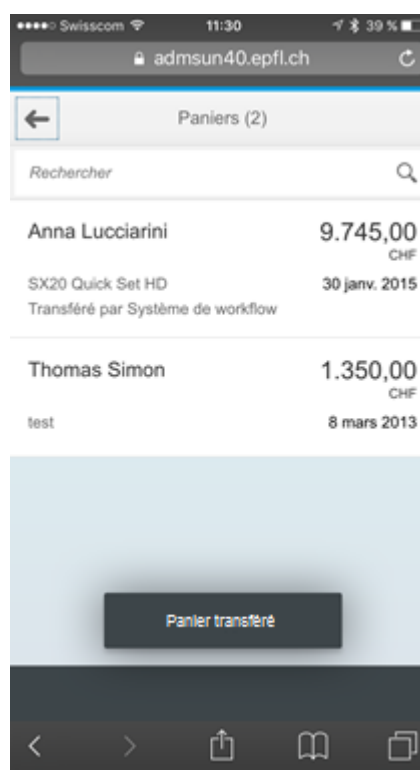 Swisscom 11:30 39 %
admsun40.epfl.ch
Paniers (2)
Rechercher
Anna Lucciarini 9.745,00
CHF
SX20 Quick Set HD 30 janv. 2015
Transféré par Système de workflow
Thomas Simon 1.350,00
CHF
test 8 mars 2013
Panier transféré